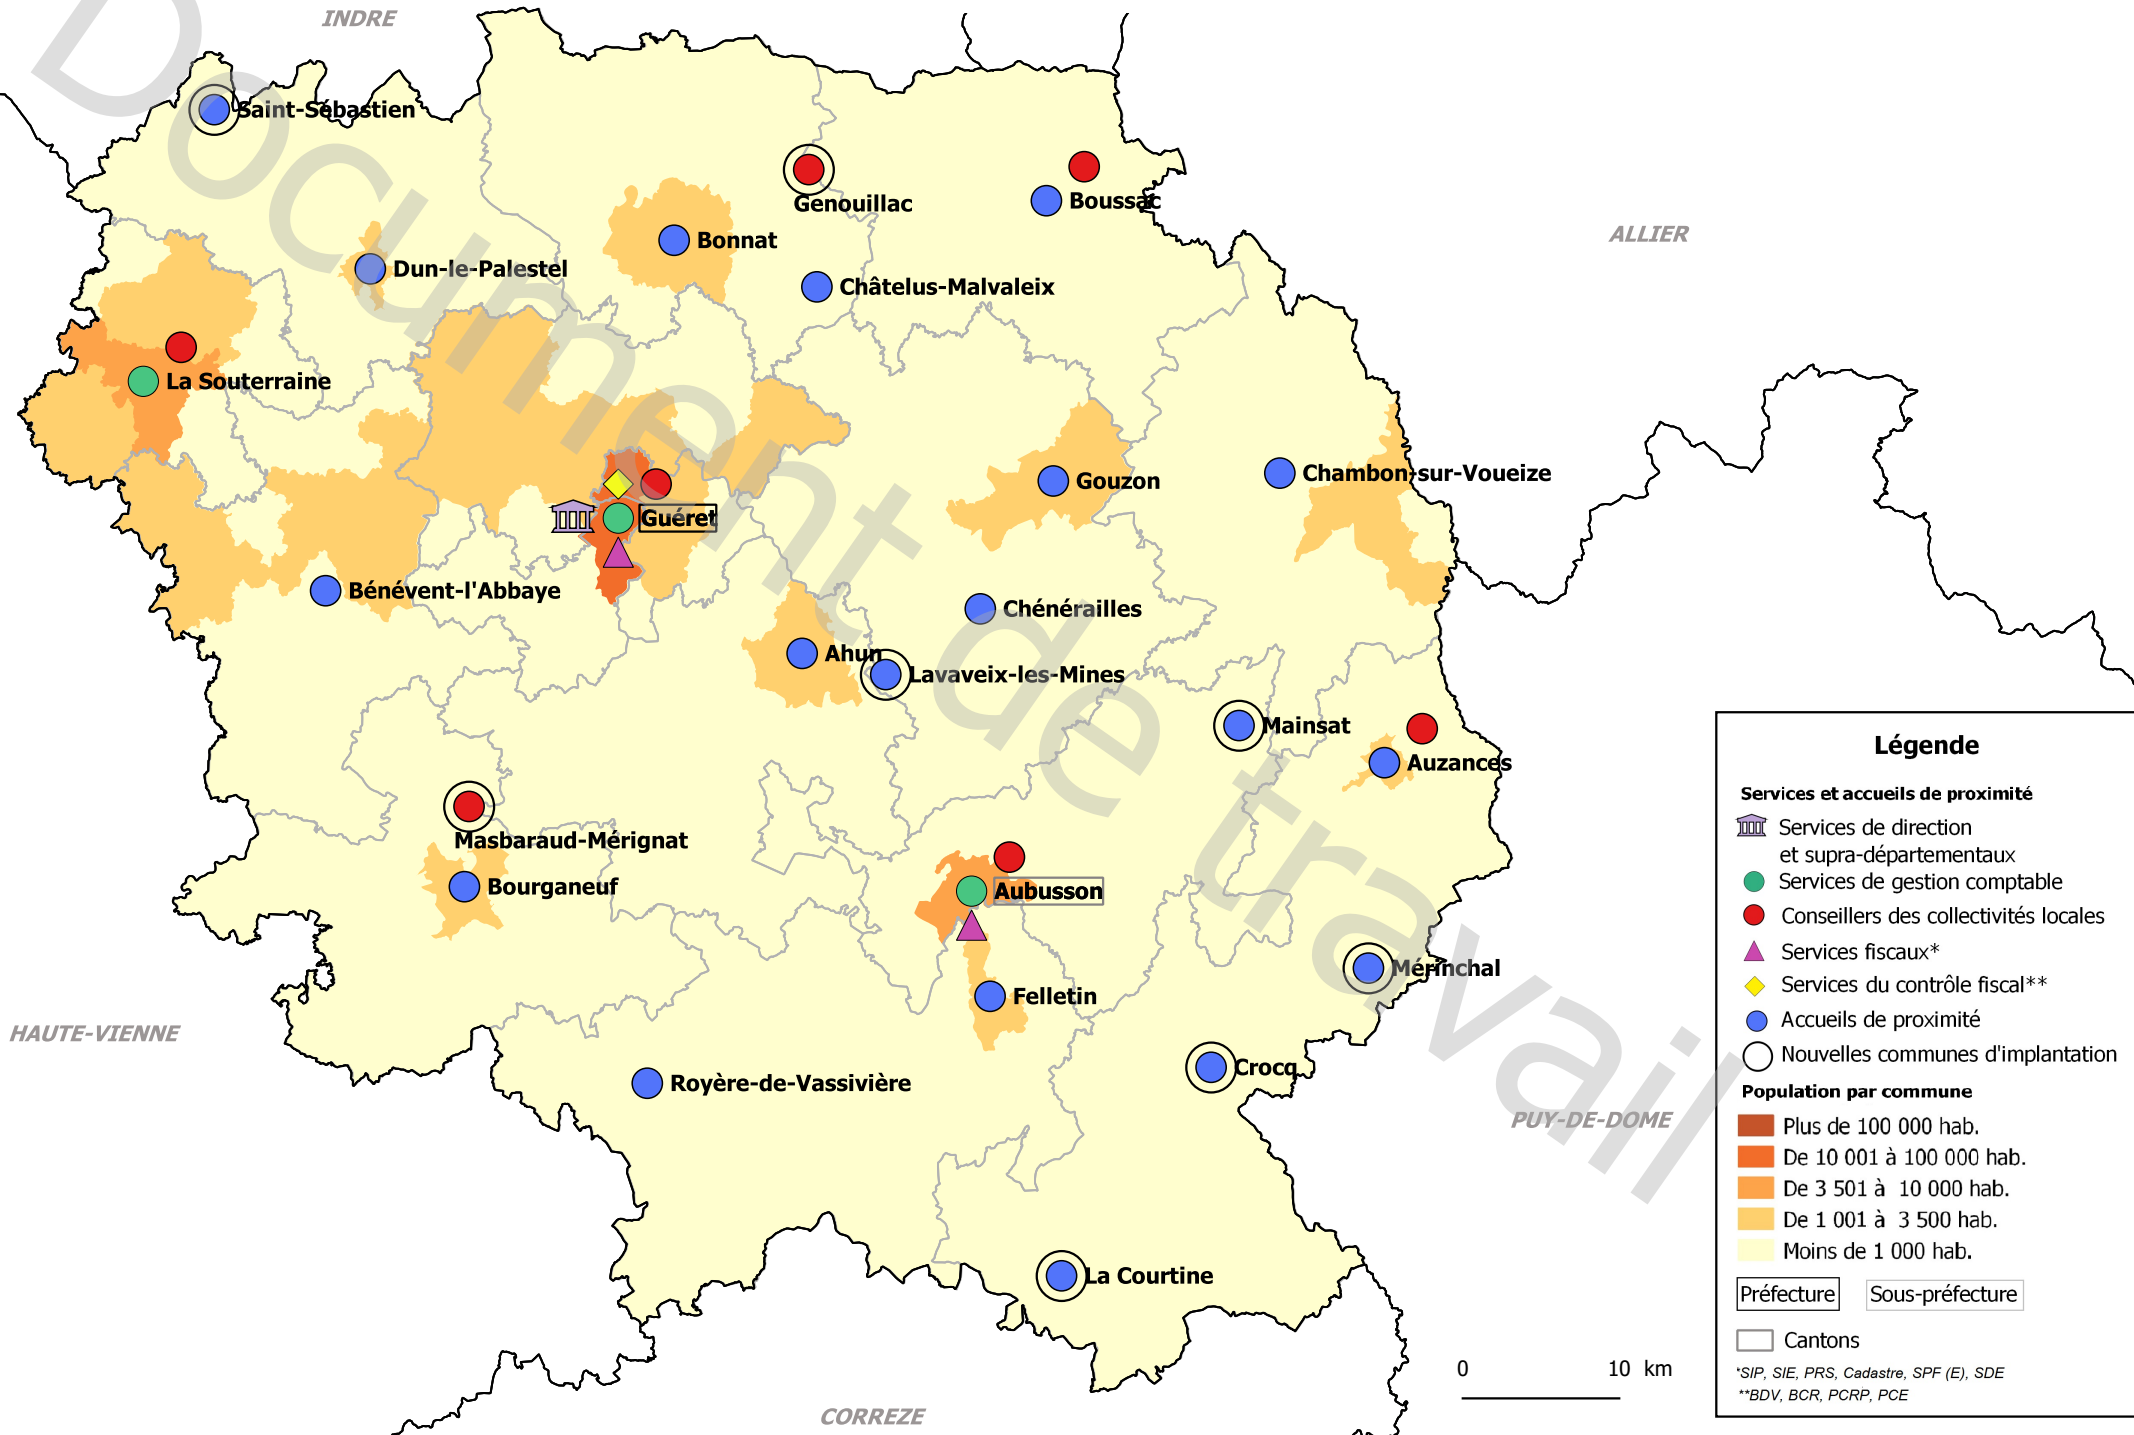 INDRE
Saint-Sébastien
Genouillac
Boussac
ALLIER
Bonnat
Dun-le-Palestel
Châtelus-Malvaleix
La Souterraine
Gouzon
Chambon-sur-Voueize
Guéret
Bénévent-l'Abbaye
Chénérailles
Ahun
Lavaveix-les-Mines
Mainsat
Auzances
Masbaraud-Mérignat
Bourganeuf
Aubusson
Mérinchal
Felletin
HAUTE-VIENNE
Crocq
Royère-de-Vassivière
PUY-DE-DOME
La Courtine
CORREZE
0 10 km
Document de travail
Légende
Services et accueils de proximité
Services de direction
et supra-départementaux
Services de gestion comptable
Conseillers des collectivités locales
Services fiscaux*
Services du contrôle fiscal**
Accueils de proximité
Nouvelles communes d'implantation
Population par commune
Plus de 100 000 hab.
De 10 001 à 100 000 hab.
De 3 501 à 10 000 hab.
De 1 001 à 3 500 hab.
Moins de 1 000 hab.
Préfecture Sous-préfecture
Cantons
*SIP, SIE, PRS, Cadastre, SPF (E), SDE
**BDV, BCR, PCRP, PCE